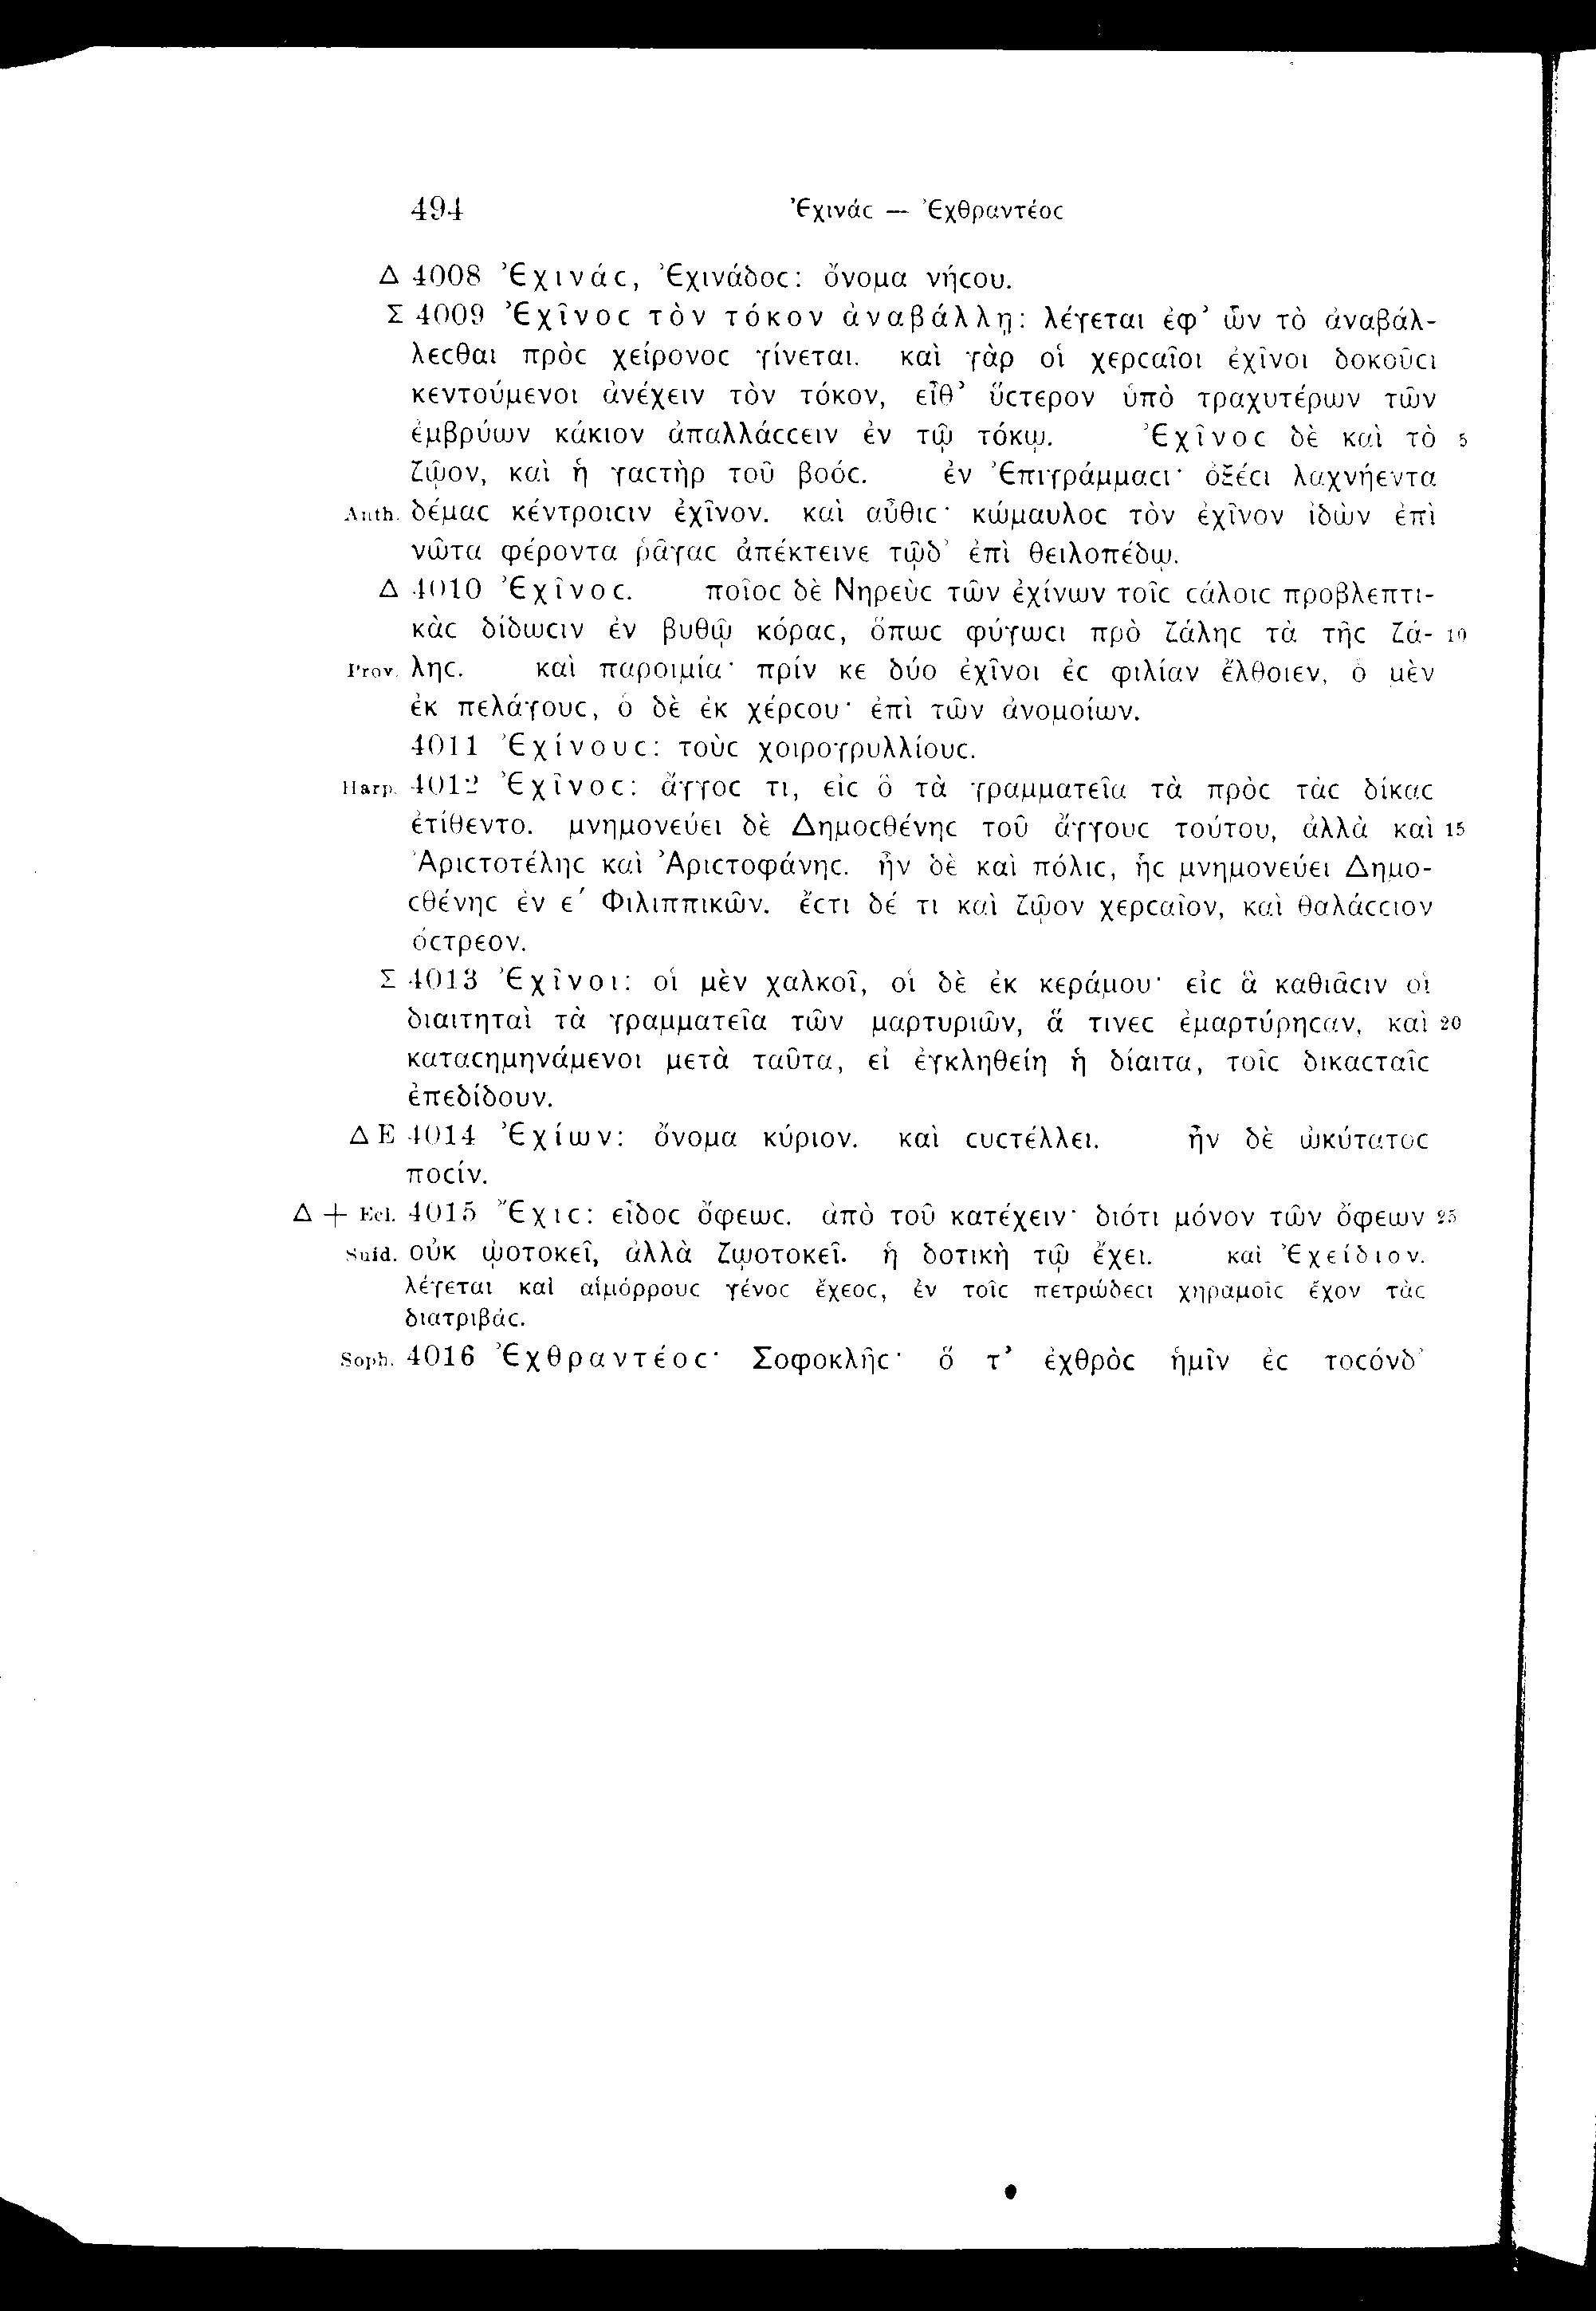 494 Ἐχινάϲ — Ἐχθραντέοϲ
Δ 4008 Ἐχινάϲ, Ἐχινάδοϲ: ὄνομα νήϲου.
Σ 4009 Ἐχῖνοϲ τὸν τόκον ἀναβάλλῃ: λέγεται ἐφ’ ὧν τὸ ἀναβάλ-
λεϲθαι πρὸϲ χείρονοϲ γίνεται. καὶ γὰρ οἱ χερϲαῖοι ἐχῖνοι δοκοῦϲι
κεντούμενοι ἀνέχειν τὸν τόκον, εἶθ’ ὕϲτερον ὑπὸ τραχυτέρων τῶν
ἐμβρύων κάκιον ἀπαλλάϲϲειν ἐν τῷ τόκῳ. Ἐχῖνοϲ δὲ καὶ τὸ 5
ζῷον, καὶ ἡ γαϲτὴρ τοῦ βοόϲ. ἐν Ἐπιγράμμαϲι· ὀξέϲι λαχνήεντα
Anth. δέμαϲ κέντροιϲιν ἐχῖνον. καὶ αὖθιϲ· κώμαυλοϲ τὸν ἐχῖνον ἰδὼν ἐπὶ
νῶτα φέροντα ῥᾶγαϲ ἀπέκτεινε τῷδ’ ἐπὶ θειλοπέδῳ.
Δ 4010 Ἐχῖνοϲ. ποῖοϲ δὲ Νηρεὺϲ τῶν ἐχίνων τοῖϲ ϲάλοιϲ προβλεπτι-
κὰϲ δίδωϲιν ἐν βυθῷ κόραϲ, ὅπωϲ φύγωϲι πρὸ ζάληϲ τὰ τῆϲ ζά- 10
Prov. ληϲ. καὶ παροιμία· πρίν κε δύο ἐχῖνοι ἐϲ φιλίαν ἔλθοιεν, ὁ μὲν
ἐκ πελάγουϲ, ὁ δὲ ἐκ χέρϲου· ἐπὶ τῶν ἀνομοίων.
4011 Ἐχίνουϲ: τοὺϲ χοιρογρυλλίουϲ.
Harp. 4012 Ἐχῖνοϲ: ἄγγοϲ τι, εἰϲ ὃ τὰ γραμματεῖα τὰ πρὸϲ τὰϲ δίκαϲ
ἐτίθεντο. μνημονεύει δὲ Δημοϲθένηϲ τοῦ ἄγγουϲ τούτου, ἀλλὰ καὶ 15
Ἀριϲτοτέληϲ καὶ Ἀριϲτοφάνηϲ. ἦν δὲ καὶ πόλιϲ, ἧϲ μνημονεύει Δημο-
ϲθένηϲ ἐν ε′ Φιλιππικῶν. ἔϲτι δέ τι καὶ ζῷον χερϲαῖον, καὶ θαλάϲϲιον
ὄϲτρεον.
Σ 4013 Ἐχῖνοι: οἱ μὲν χαλκοῖ, οἱ δὲ ἐκ κεράμου· εἰϲ ἃ καθιᾶϲιν οἱ
διαιτηταὶ τὰ γραμματεῖα τῶν μαρτυριῶν, ἅ τινεϲ ἐμαρτύρηϲαν, καὶ 20
καταϲημηνάμενοι μετὰ ταῦτα, εἰ ἐγκληθείη ἡ δίαιτα, τοῖϲ δικαϲταῖϲ
ἐπεδίδουν.
Δ E 4014 Ἐχίων: ὄνομα κύριον. καὶ ϲυϲτέλλει. ἦν δὲ ὠκύτατοϲ
ποϲίν.
Δ + Ecl. 4015 Ἔχιϲ: εἶδοϲ ὄφεωϲ. ἀπὸ τοῦ κατέχειν· διότι μόνον τῶν ὄφεων 25
Suid. οὐκ ᾠοτοκεῖ, ἀλλὰ ζῳοτοκεῖ. ἡ δοτικὴ τῷ ἔχει. καὶ Ἐχείδιον.
λέγεται καὶ αἱμόρρουϲ γένοϲ ἔχεοϲ, ἐν τοῖϲ πετρώδεϲι χηραμοῖϲ ἔχον τὰϲ
διατριβάϲ.
Soph. 4016 Ἐχθραντέοϲ· Σοφοκλῆϲ· ὅ τ’ ἐχθρὸϲ ἡμῖν ἐϲ τοϲόνδ’